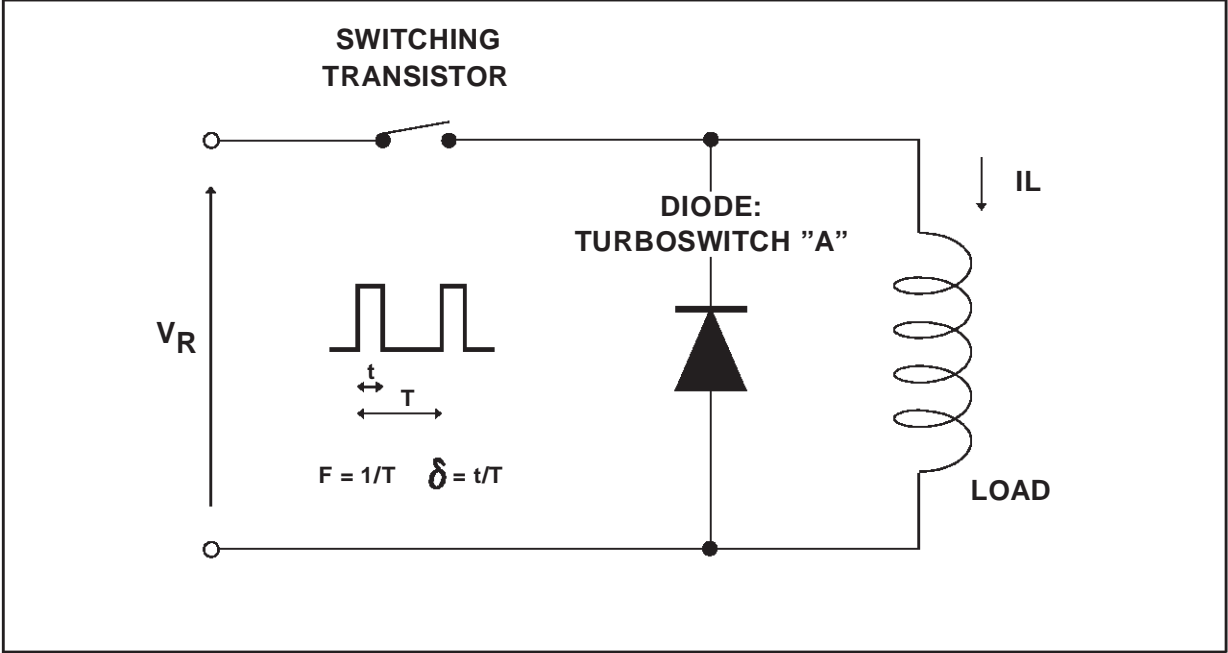 SWITCHING
TRANSISTOR
IL
DIODE:
TURBOSWITCH ”A”
VR
t
T
F = 1/T δ = t/T
LOAD